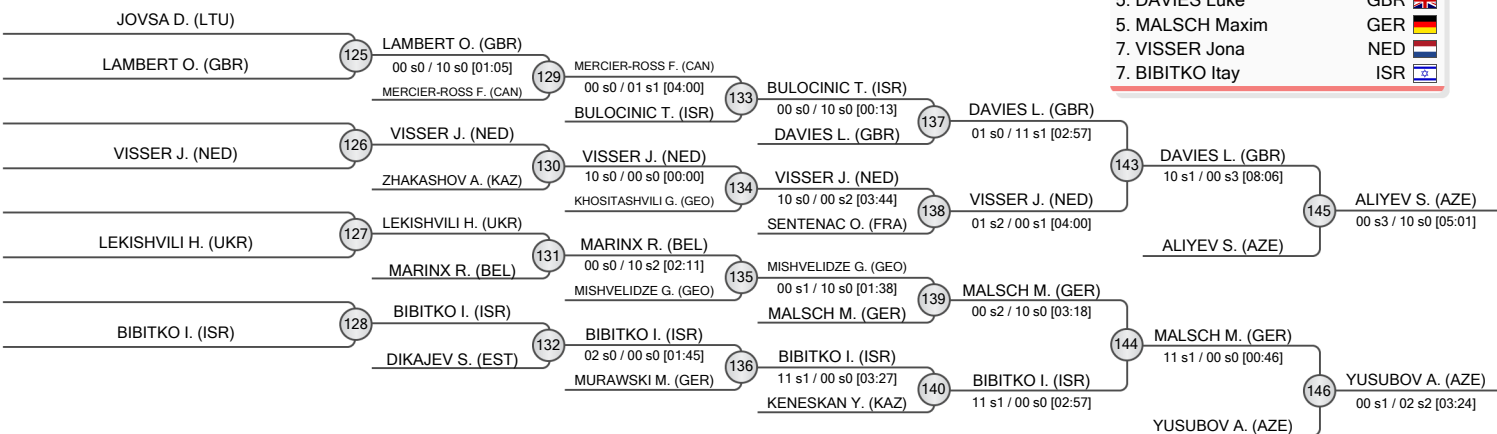 5. DAVIES Luke GBR
5. MALSCH Maxim GER
7. VISSER Jona NED
7. BIBITKO Itay ISR
JOVSA D. (LTU)
LAMBERT O. (GBR)
125
VISSER J. (NED)
126
LEKISHVILI H. (UKR)
127
BIBITKO I. (ISR)
128
LAMBERT O. (GBR)
00 s0 / 10 s0 [01:05]
MERCIER-ROSS F. (CAN)
129
VISSER J. (NED)
ZHAKASHOV A. (KAZ)
130
LEKISHVILI H. (UKR)
MARINX R. (BEL)
131
BIBITKO I. (ISR)
DIKAJEV S. (EST)
132
MERCIER-ROSS F. (CAN)
00 s0 / 01 s1 [04:00]
BULOCINIC T. (ISR)
133
VISSER J. (NED)
10 s0 / 00 s0 [00:00]
KHOSITASHVILI G. (GEO)
134
MARINX R. (BEL)
00 s0 / 10 s2 [02:11]
MISHVELIDZE G. (GEO)
135
BIBITKO I. (ISR)
02 s0 / 00 s0 [01:45]
MURAWSKI M. (GER)
136
BULOCINIC T. (ISR)
00 s0 / 10 s0 [00:13]
DAVIES L. (GBR)
137
VISSER J. (NED)
10 s0 / 00 s2 [03:44]
SENTENAC O. (FRA)
138
MISHVELIDZE G. (GEO)
00 s1 / 10 s0 [01:38]
MALSCH M. (GER)
139
BIBITKO I. (ISR)
11 s1 / 00 s0 [03:27]
KENESKAN Y. (KAZ)
140
DAVIES L. (GBR)
01 s0 / 11 s1 [02:57]
VISSER J. (NED)
01 s2 / 00 s1 [04:00]
143
MALSCH M. (GER)
00 s2 / 10 s0 [03:18]
BIBITKO I. (ISR)
11 s1 / 00 s0 [02:57]
144
DAVIES L. (GBR)
10 s1 / 00 s3 [08:06]
ALIYEV S. (AZE)
145
MALSCH M. (GER)
11 s1 / 00 s0 [00:46]
YUSUBOV A. (AZE)
146
ALIYEV S. (AZE)
00 s3 / 10 s0 [05:01]
YUSUBOV A. (AZE)
00 s1 / 02 s2 [03:24]